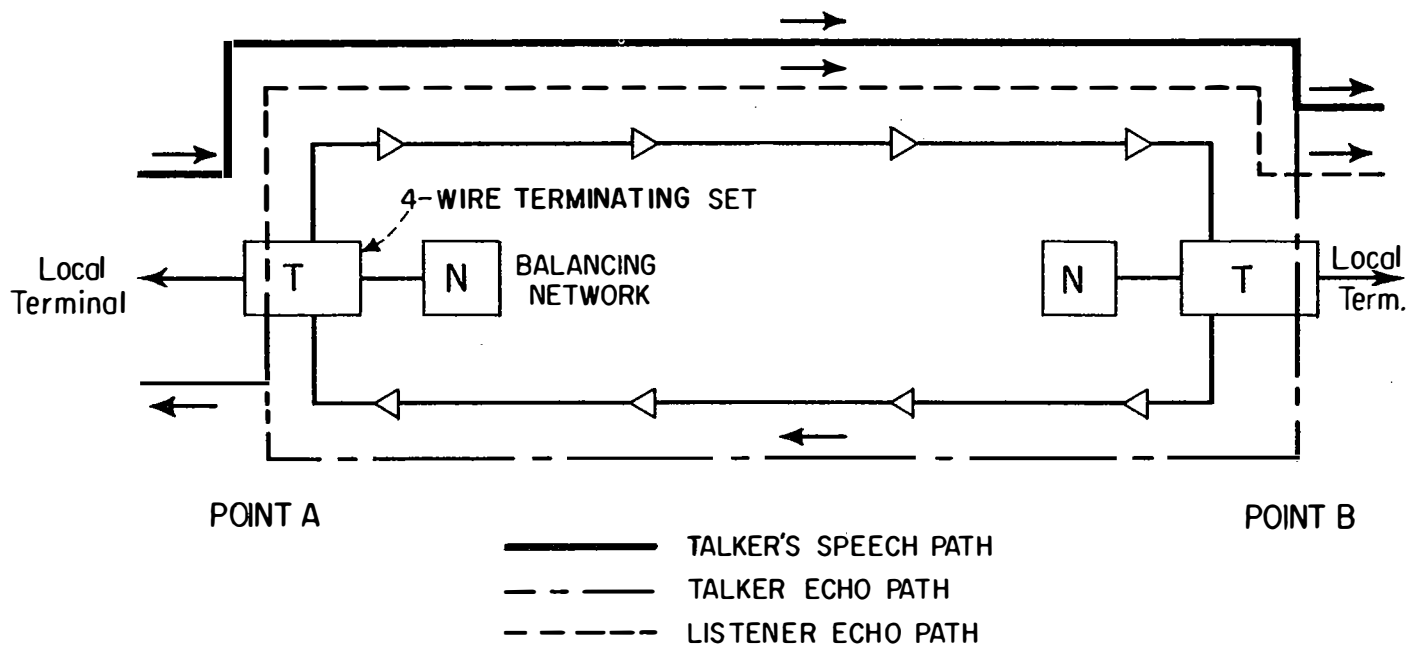 4-WIRE TERMINATING SET
Local
Terminal
T
N
BALANCING
NETWORK
N
T
Local
Term.
POINT A
POINT B
TALKER'S SPEECH PATH
TALKER ECHO PATH
LISTENER ECHO PATH